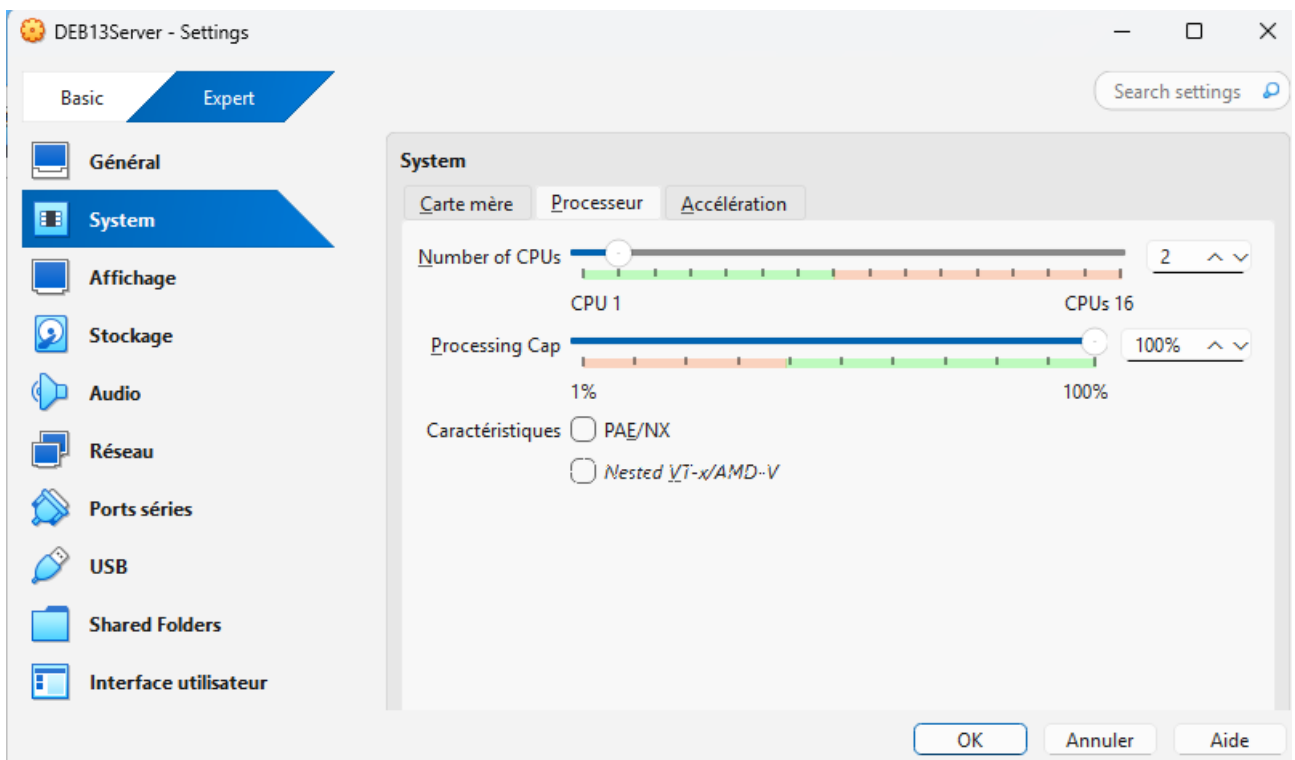 DEB13Server - Settings
Basic Expert Search settings
Général
System
Affichage
Stockage
Audio
Réseau
Ports séries
USB
Shared Folders
Interface utilisateur
System
Carte mère Processeur Accélération
Number of CPUs 2
CPU 1 CPUs 16
Processing Cap 100%
1% 100%
Caractéristiques PAE/NX
Nested VT-x/AMD-V
OK Annuler Aide